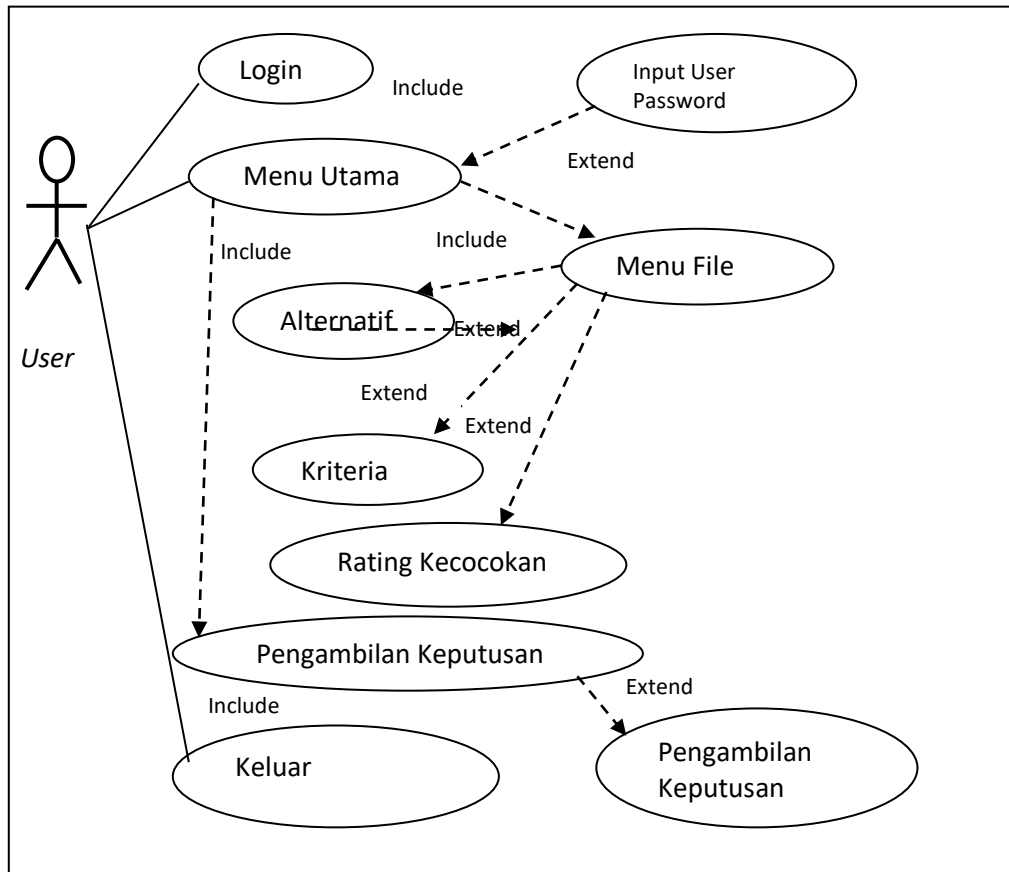 Login
Include
Input User
Password
Menu Utama
Extend
Include
Include
Menu File
Alternatif
Extend
User
Extend
Extend
Kriteria
Rating Kecocokan
Pengambilan Keputusan
Extend
Include
Keluar
Pengambilan
Keputusan